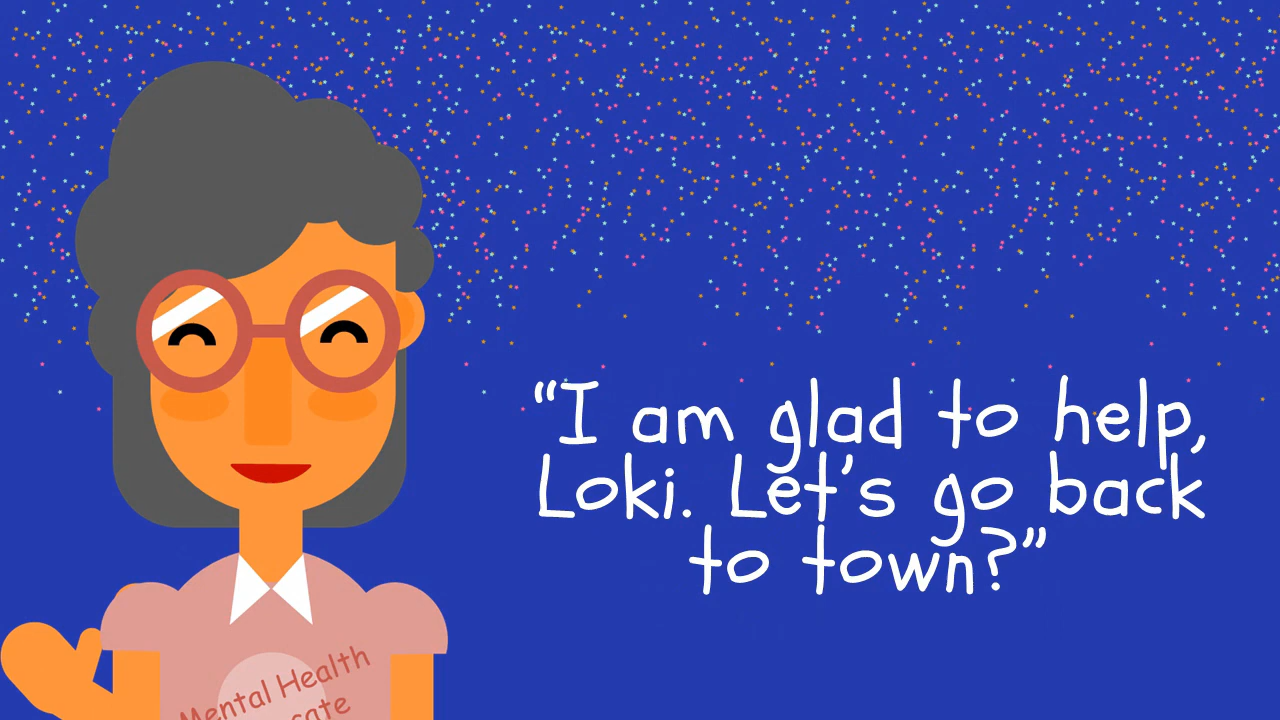 “I am glad to help,
Loki. Let’s go back
to town?”
Mental Health